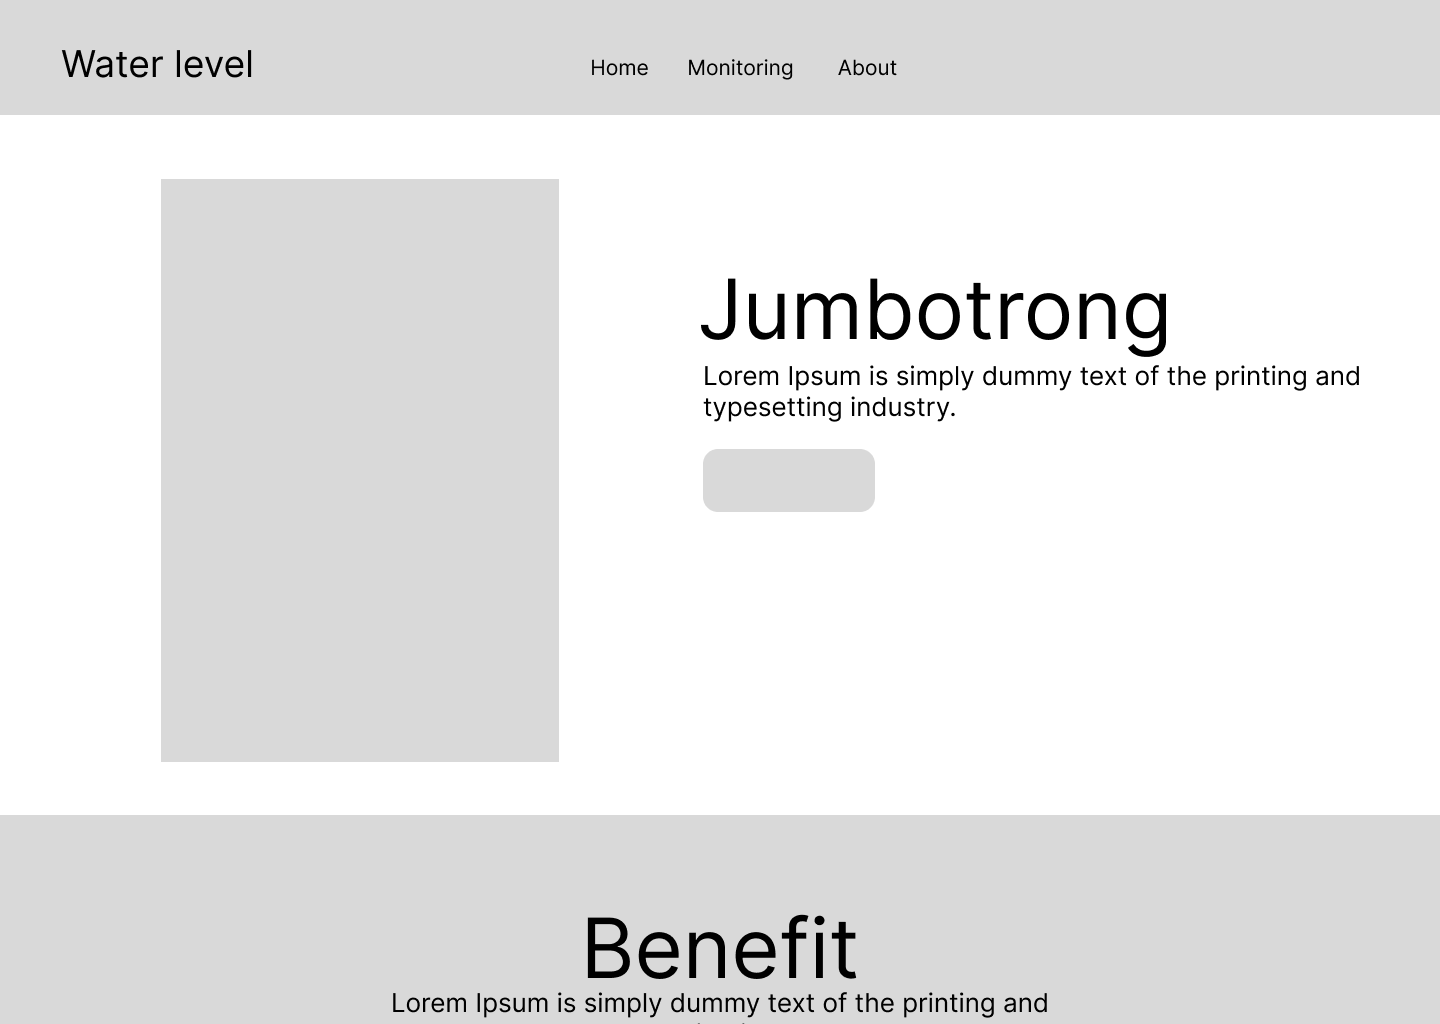 Water level
Home Monitoring About
Jumbotrong
Lorem Ipsum is simply dummy text of the printing and
typesetting industry.
Benefit
Lorem Ipsum is simply dummy text of the printing and